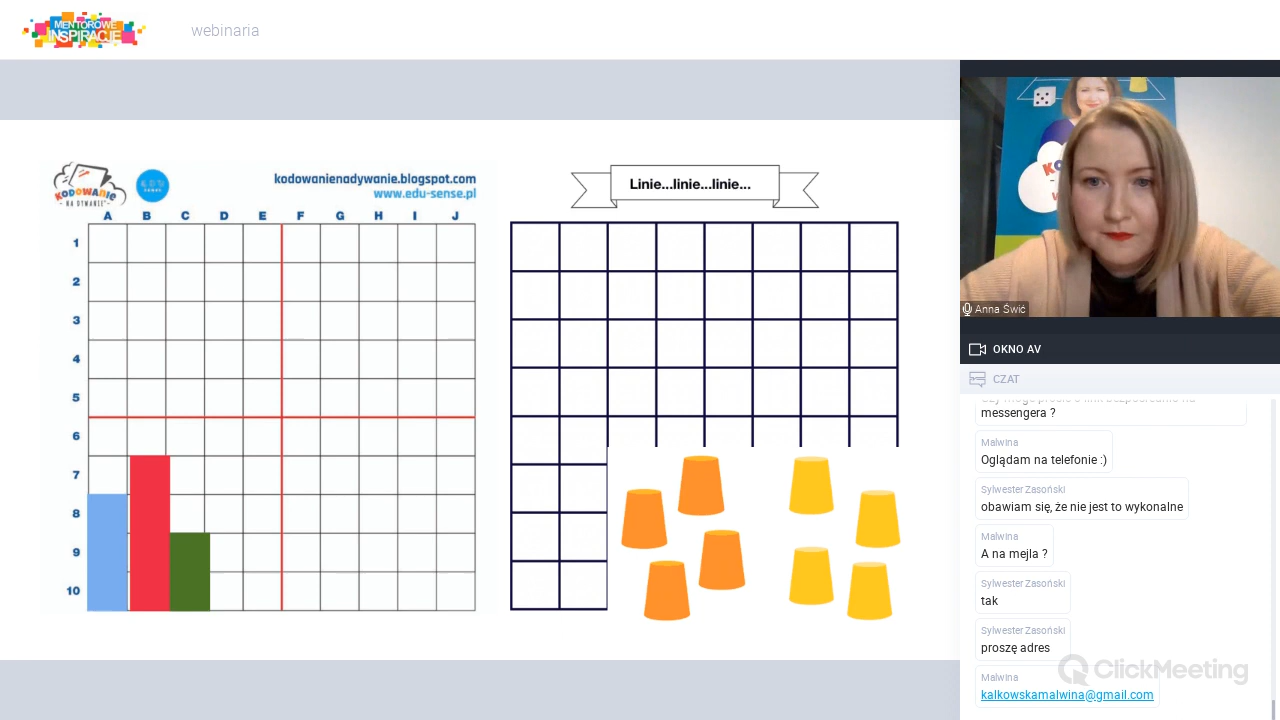 MENTOROWE
INSPIRACJE
webinaria
KODOWANIE
NA DYWANIE
kodowanienadywanie.blogspot.com
www.edu-sense.pl
A B C D E F G H I J
1
2
3
4
5
6
7
8
9
10
Linie...linie...linie...
Anna Świć
OKNO AV
CZAT
messengera ?
Malwina
Oglądam na telefonie :)
Sylwester Zasoński
obawiam się, że nie jest to wykonalne
Malwina
A na mejla ?
Sylwester Zasoński
tak
Sylwester Zasoński
proszę adres
Malwina
kalkowskamalwina@gmail.com
ClickMeeting